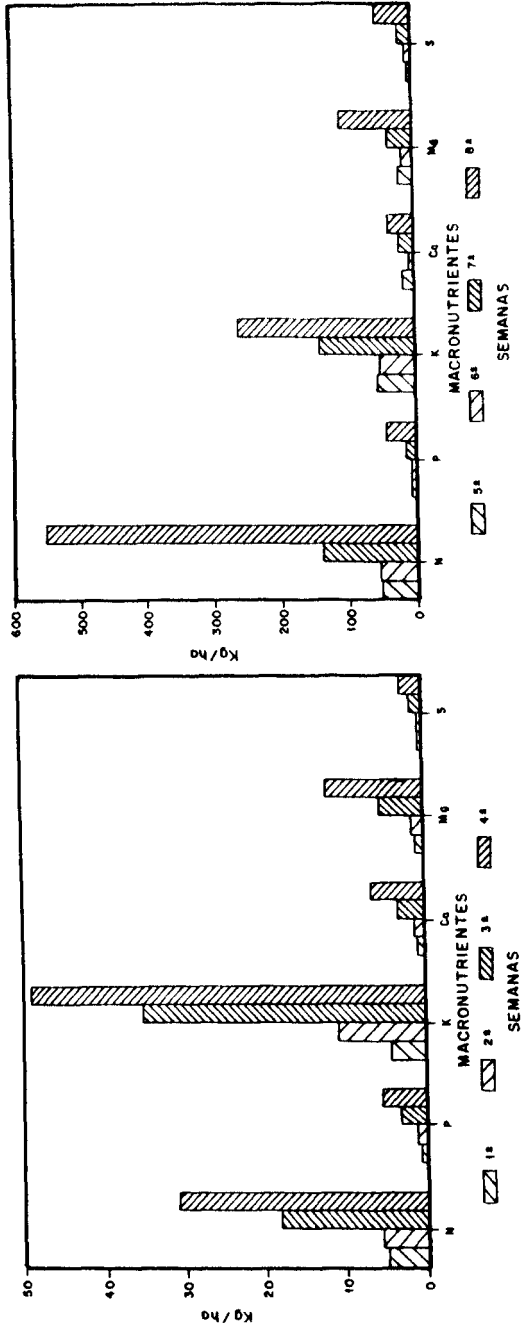 50
40
30
20
10
0
Kg/ha
N P K Ca Mg S
MACRONUTRIENTES
1ª 2ª 3ª 4ª
SEMANAS
600
500
400
300
200
100
0
Kg/ha
N P K Ca Mg S
MACRONUTRIENTES
5ª 6ª 7ª 8ª
SEMANAS